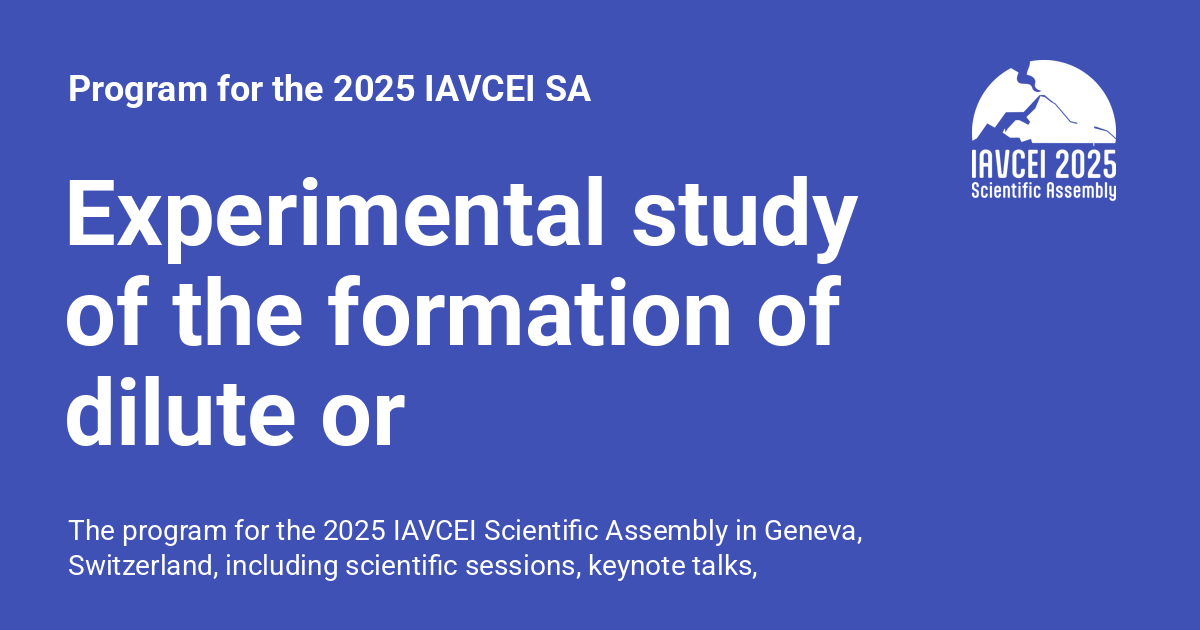 Program for the 2025 IAVCEI SA
IAVCEI 2025
Scientific Assembly
Experimental study
of the formation of
dilute or
The program for the 2025 IAVCEI Scientific Assembly in Geneva,
Switzerland, including scientific sessions, keynote talks,